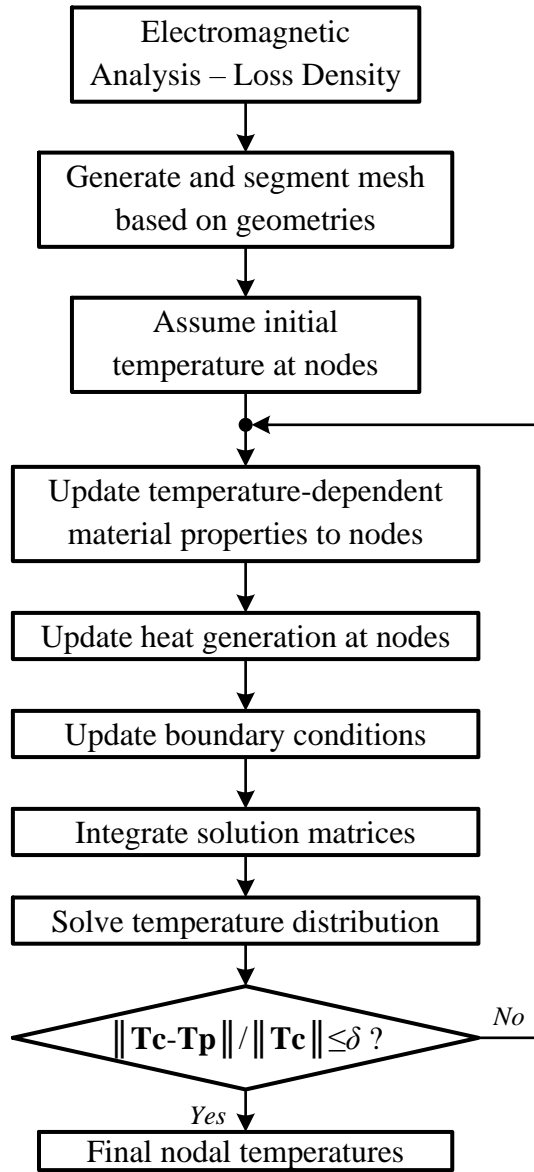 Electromagnetic
Analysis – Loss Density
Generate and segment mesh
based on geometries
Assume initial
temperature at nodes
Update temperature-dependent
material properties to nodes
Update heat generation at nodes
Update boundary conditions
Integrate solution matrices
Solve temperature distribution
‖Tc-Tp‖/‖Tc‖≤δ ?
No
Yes
Final nodal temperatures